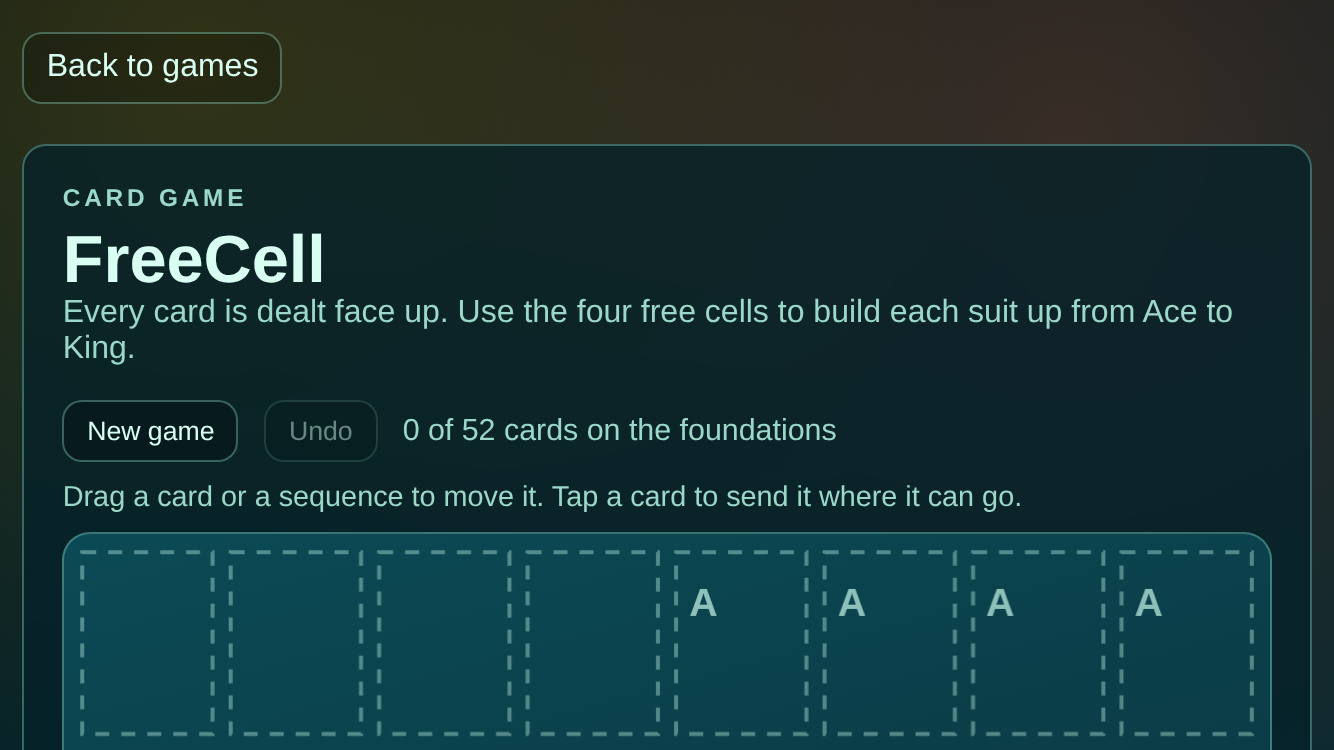 Back to games
CARD GAME
FreeCell
Every card is dealt face up. Use the four free cells to build each suit up from Ace to
King.
New game Undo 0 of 52 cards on the foundations
Drag a card or a sequence to move it. Tap a card to send it where it can go.
A A A A